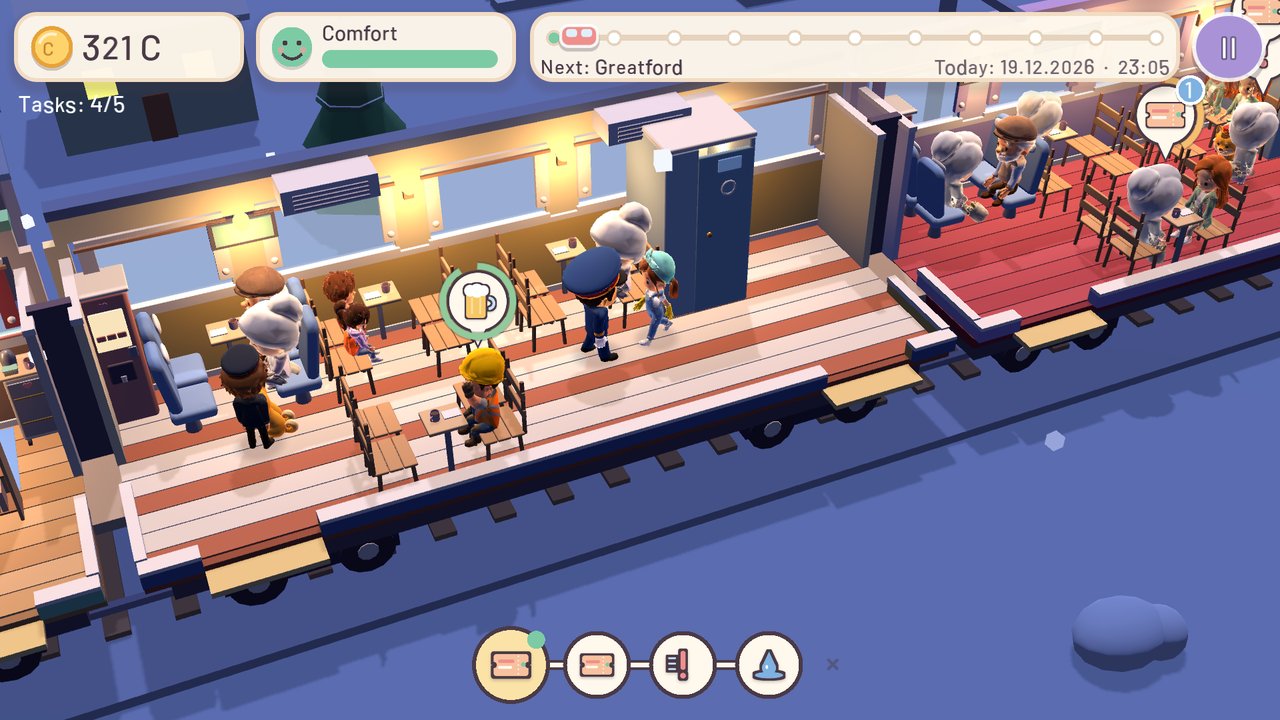 321 C
Comfort
Next: Greatford
Today: 19.12.2026 · 23:05
Tasks: 4/5
1